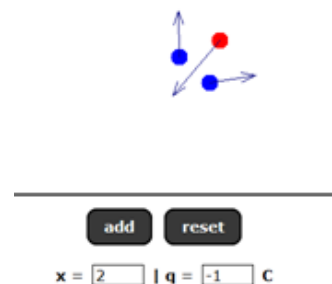 add reset
x = 2 | q = -1 C